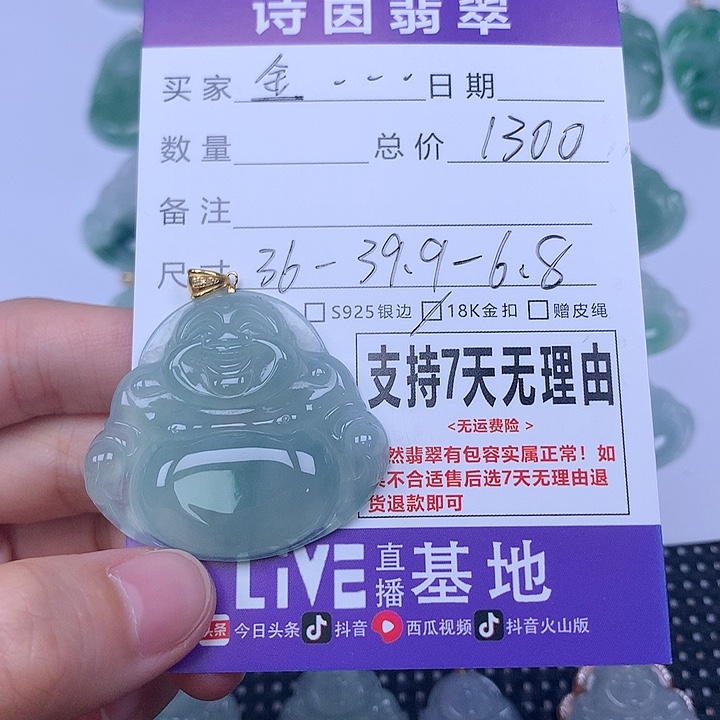 诗因翡翠
买家 金 日期
数量 总价 1300
备注
尺寸 36-39.9-6.8
S925银边 18K金扣 赠皮绳
支持7天无理由
<无运费险>
然翡翠有包容实属正常！如
不合适售后选7天无理由退
货退款即可
LiVE 直播 基地
头条 今日头条 抖音 西瓜视频 抖音火山版